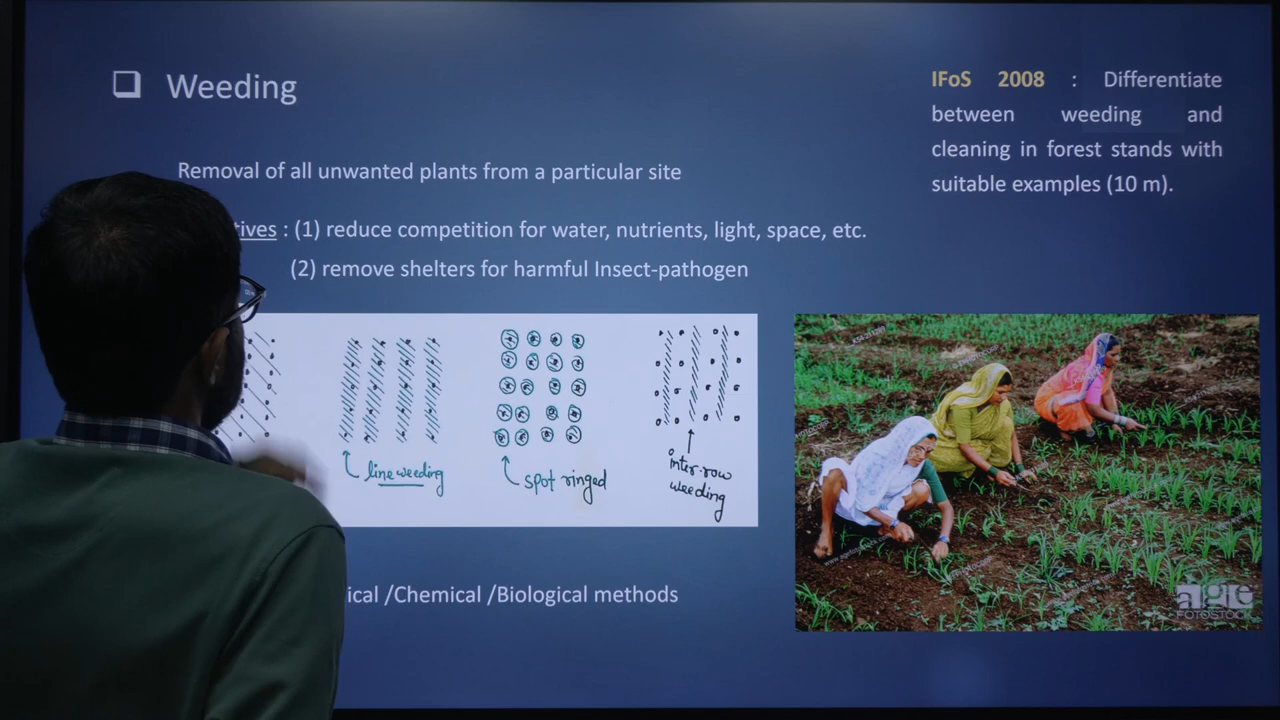 Weeding
Removal of all unwanted plants from a particular site
tives : (1) reduce competition for water, nutrients, light, space, etc.
(2) remove shelters for harmful Insect-pathogen
line weeding
spot ringed
inter-row
weeding
ical /Chemical /Biological methods
IFoS 2008 : Differentiate
between weeding and
cleaning in forest stands with
suitable examples (10 m).
age
FOTOSTOCK